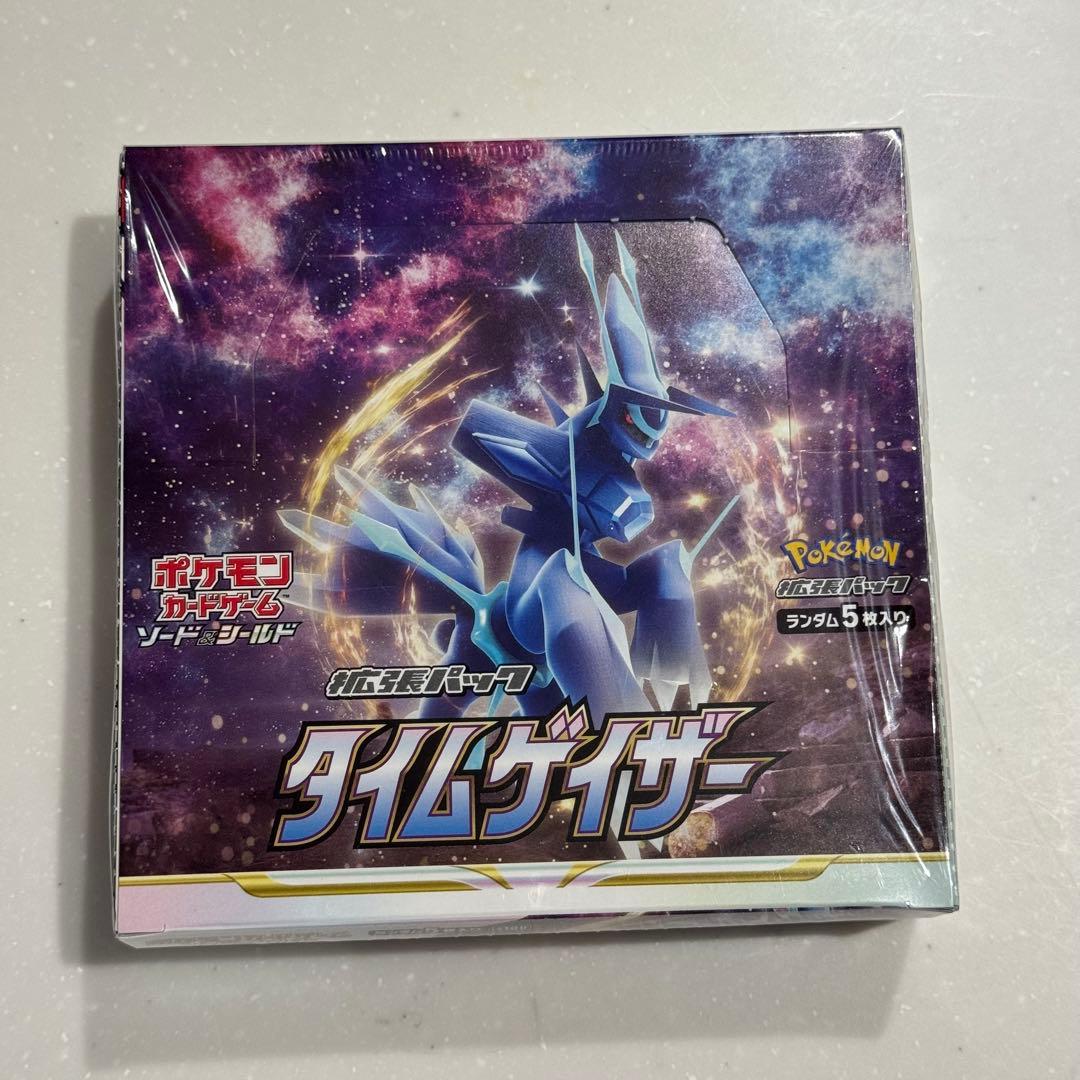 ポケモン
カードゲーム
ソード&シールド
POKéMON
拡張パック
ランダム5枚入り
拡張パック
タイムゲイザー